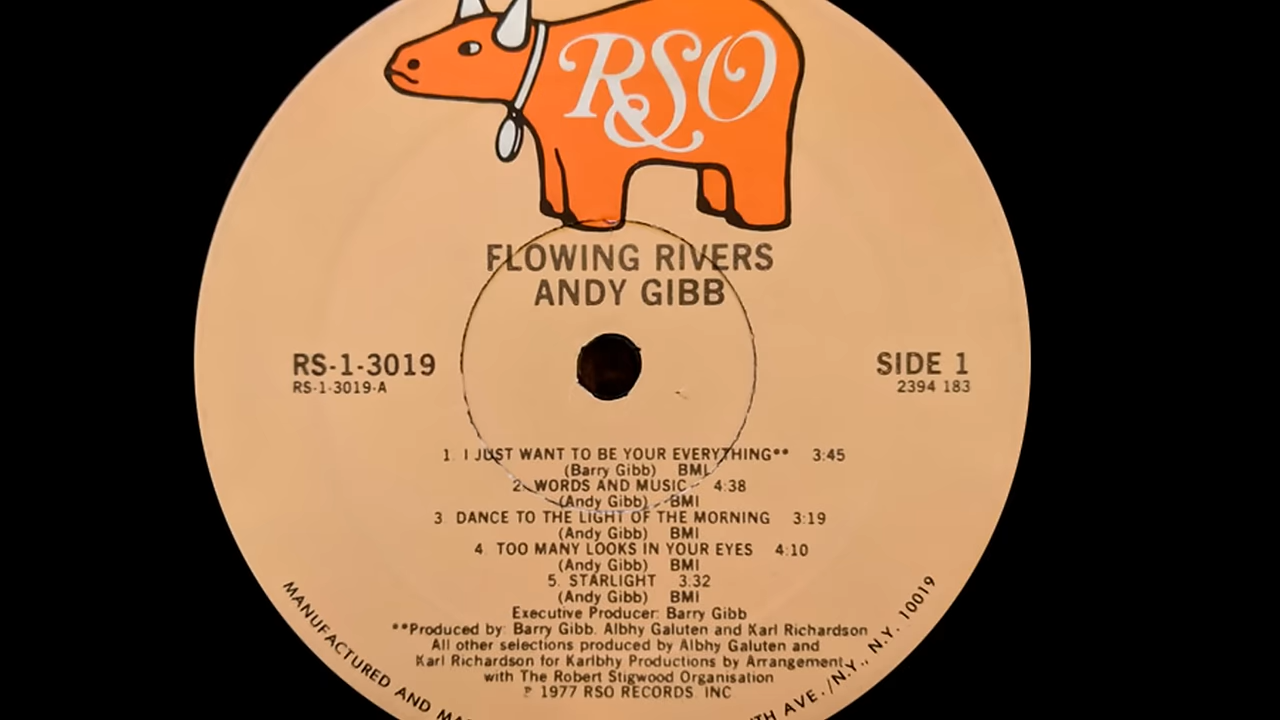 RSO
FLOWING RIVERS
ANDY GIBB
RS-1-3019
RS-1-3019-A
SIDE 1
2394 183
1. I JUST WANT TO BE YOUR EVERYTHING** 3:45
(Barry Gibb) BMI
2. WORDS AND MUSIC 4:38
(Andy Gibb) BMI
3. DANCE TO THE LIGHT OF THE MORNING 3:19
(Andy Gibb) BMI
4. TOO MANY LOOKS IN YOUR EYES 4:10
(Andy Gibb) BMI
5. STARLIGHT 3:32
(Andy Gibb) BMI
Executive Producer: Barry Gibb
**Produced by: Barry Gibb. Albhy Galuten and Karl Richardson
All other selections produced by Albhy Galuten and
Karl Richardson for Karlbhy Productions by Arrangement
with The Robert Stigwood Organisation
℗ 1977 RSO RECORDS INC
MANUFACTURED AND
AVE./N.Y., N.Y. 10019